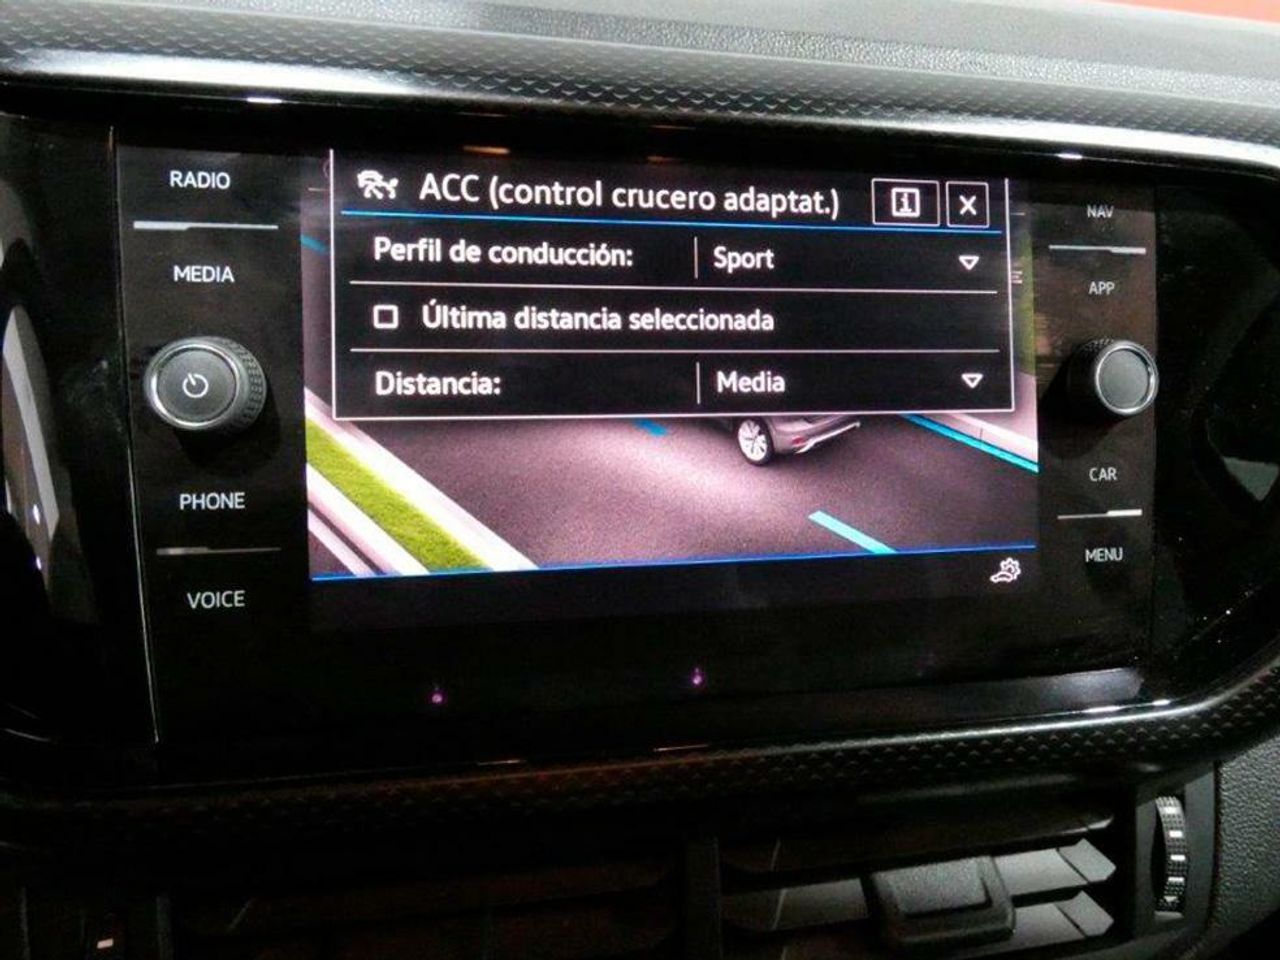 RADIO
MEDIA
PHONE
VOICE
ACC (control crucero adaptat.)
Perfil de conducción: Sport
Última distancia seleccionada
Distancia: Media
NAV
APP
CAR
MENU